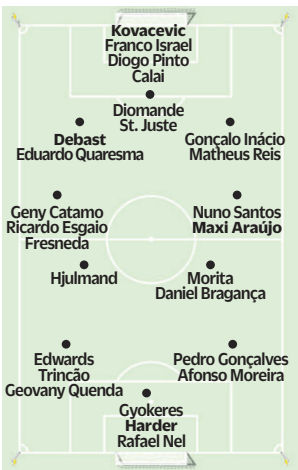 Kovacevic
Franco Israel
Diogo Pinto
Calai
Diomande
St. Juste
Debast
Eduardo Quaresma
Gonçalo Inácio
Matheus Reis
Geny Catamo
Ricardo Esgaio
Fresneda
Nuno Santos
Maxi Araújo
Hjulmand
Morita
Daniel Bragança
Edwards
Trincão
Geovany Quenda
Pedro Gonçalves
Afonso Moreira
Gyokeres
Harder
Rafael Nel